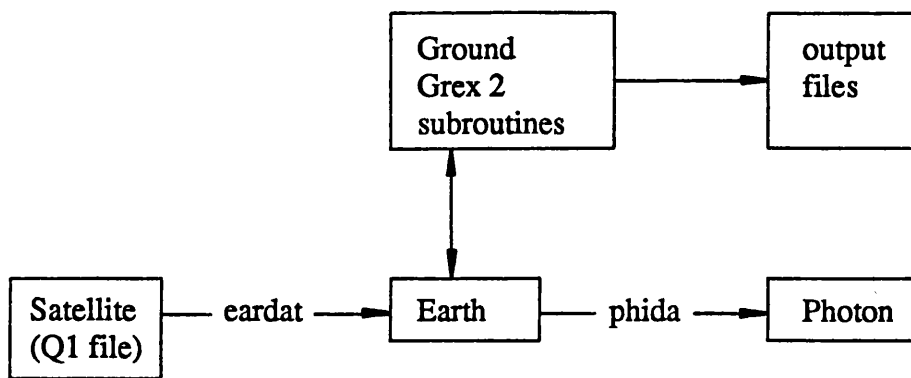 Ground
Grex 2
subroutines
output
files
Satellite
(Q1 file)
eardat
Earth
phida
Photon